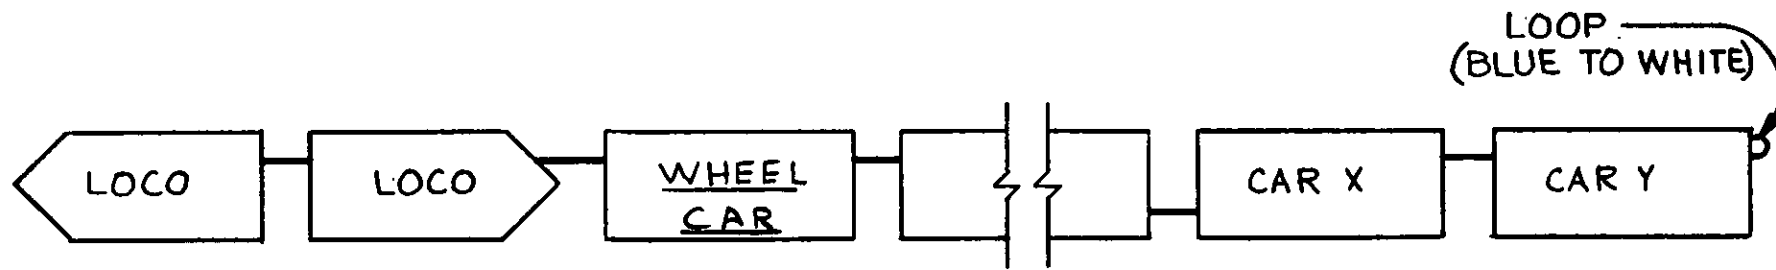 LOOP
(BLUE TO WHITE)
LOCO
LOCO
WHEEL
CAR
CAR X
CAR Y